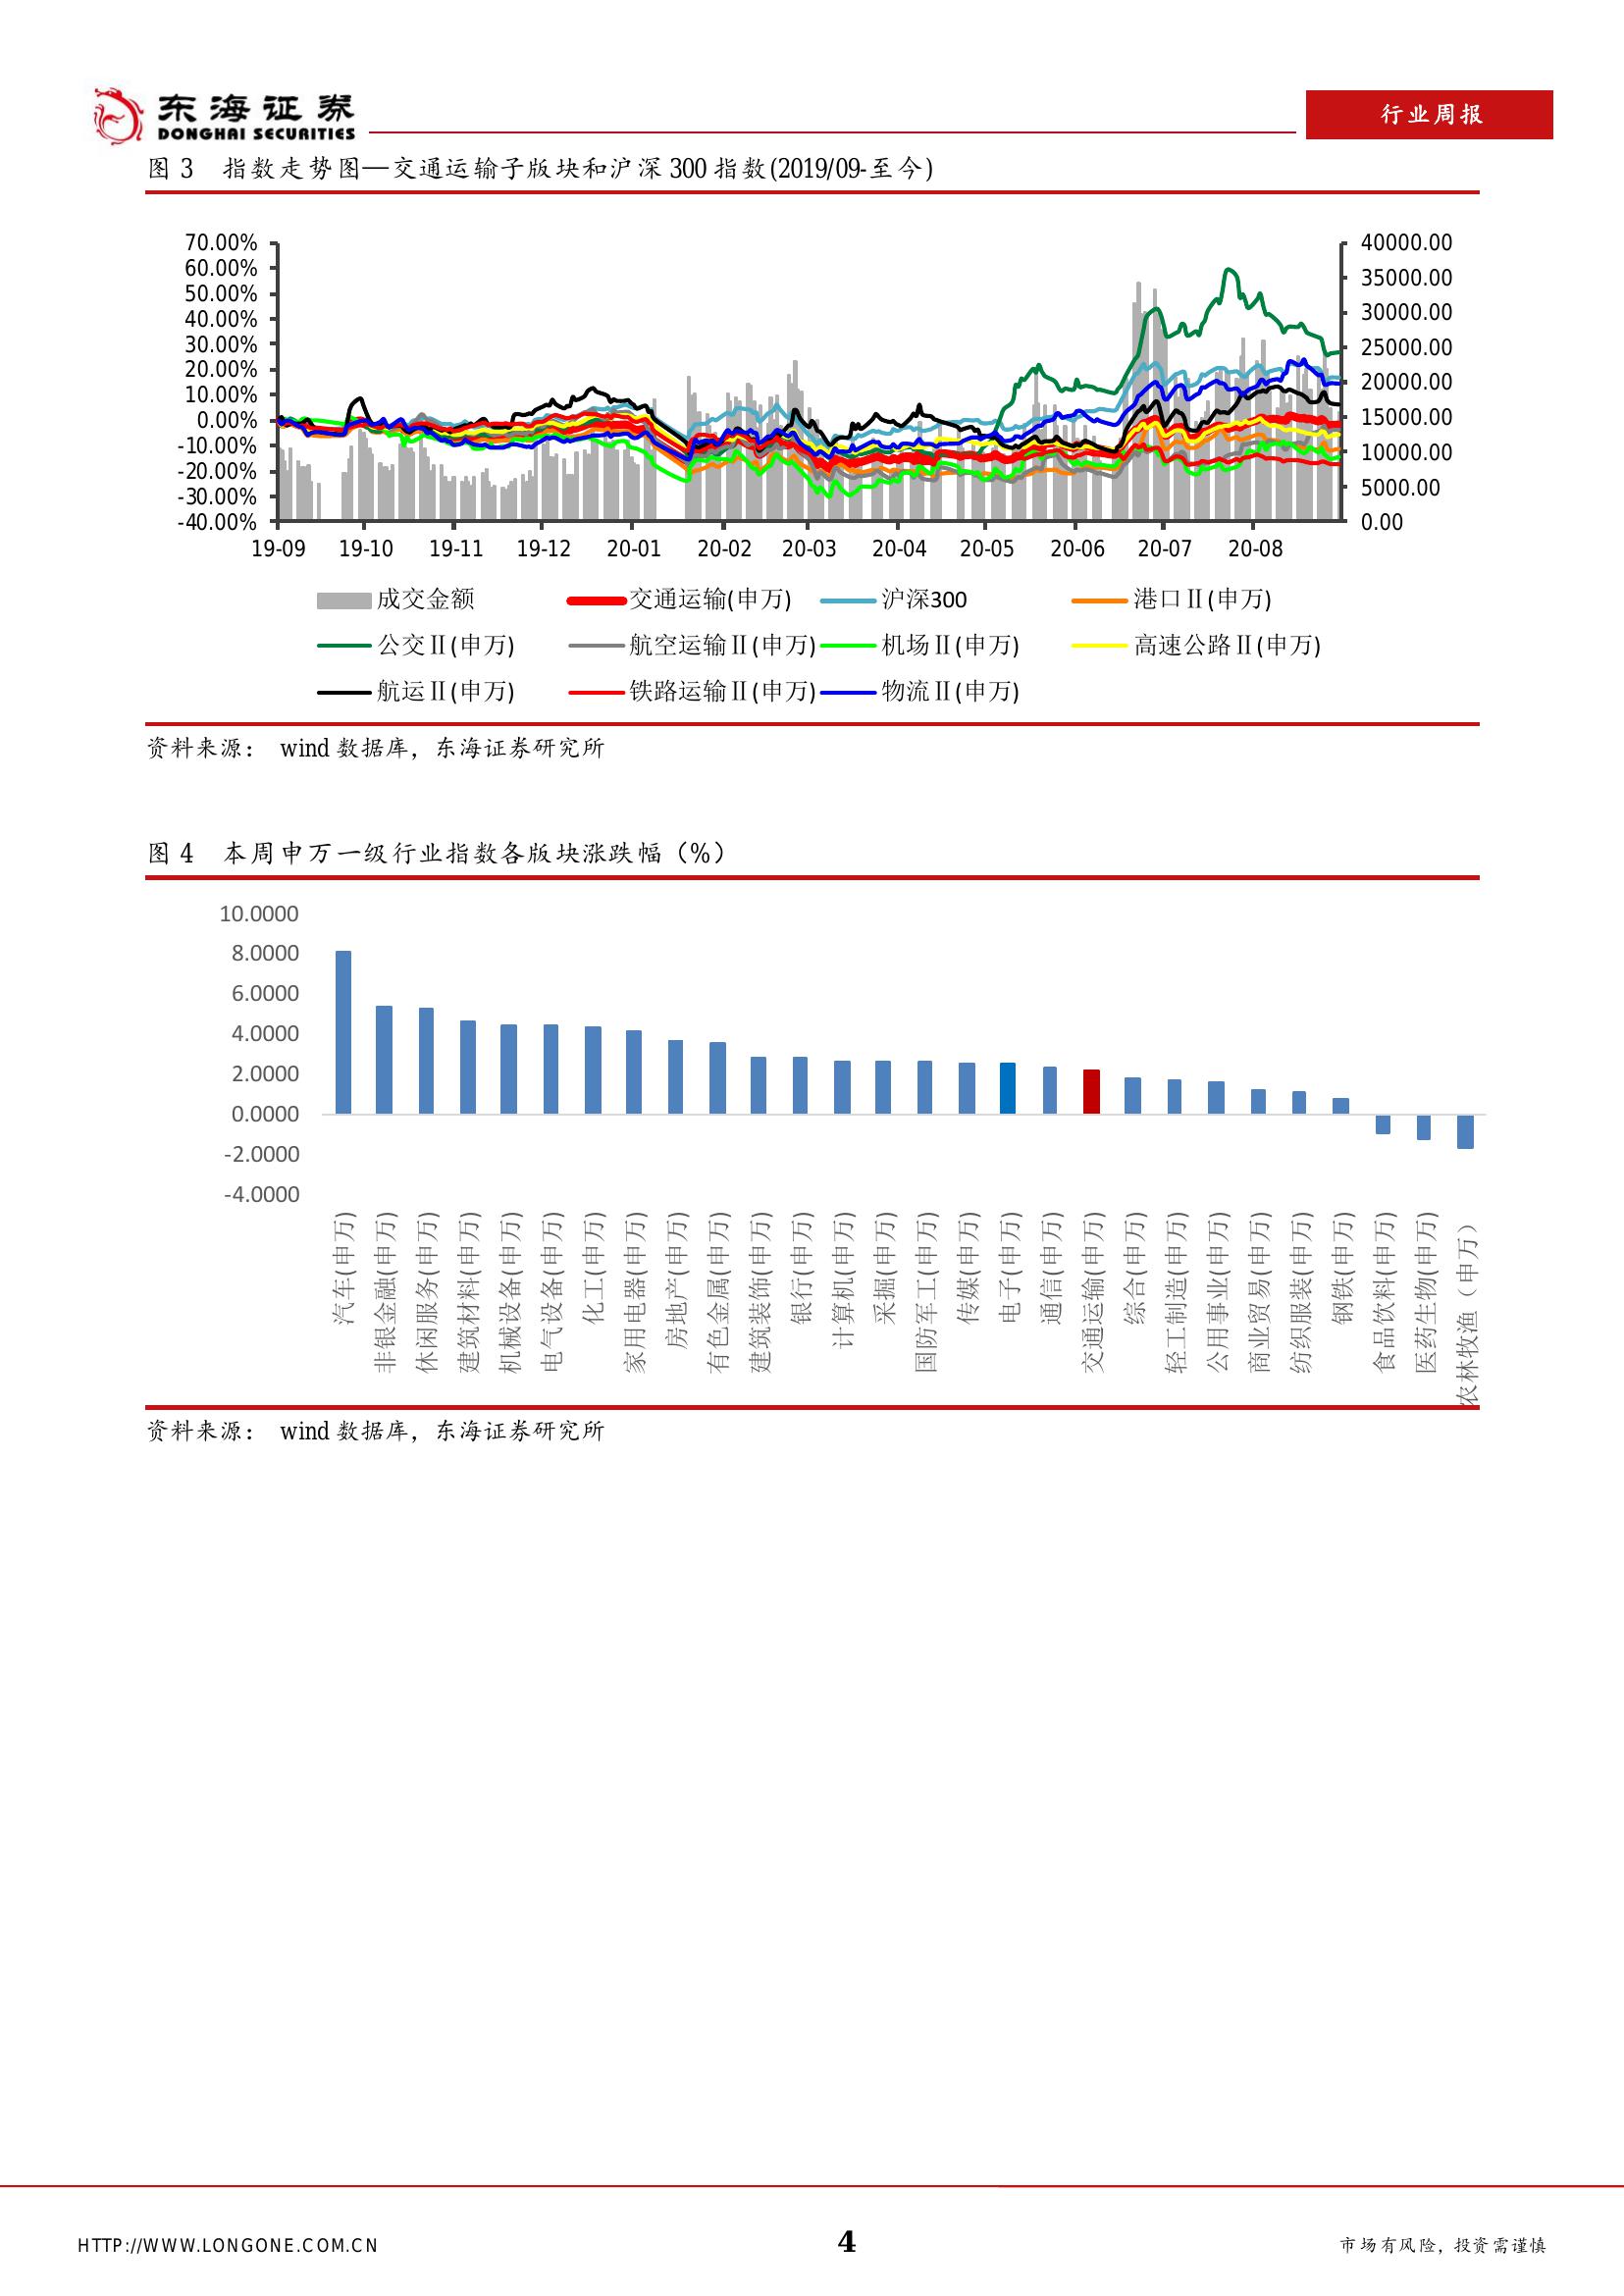 东海证券
DONGHAI SECURITIES
行业周报
图 3 指数走势图—交通运输子版块和沪深 300 指数(2019/09-至今)
70.00%
60.00%
50.00%
40.00%
30.00%
20.00%
10.00%
0.00%
-10.00%
-20.00%
-30.00%
-40.00%
40000.00
35000.00
30000.00
25000.00
20000.00
15000.00
10000.00
5000.00
0.00
19-09 19-10 19-11 19-12 20-01 20-02 20-03 20-04 20-05 20-06 20-07 20-08
成交金额 交通运输(申万) 沪深300 港口Ⅱ(申万)
公交Ⅱ(申万) 航空运输Ⅱ(申万) 机场Ⅱ(申万) 高速公路Ⅱ(申万)
航运Ⅱ(申万) 铁路运输Ⅱ(申万) 物流Ⅱ(申万)
资料来源： wind 数据库，东海证券研究所
图 4 本周申万一级行业指数各版块涨跌幅（%）
10.0000
8.0000
6.0000
4.0000
2.0000
0.0000
-2.0000
-4.0000
汽车(申万)
非银金融(申万)
休闲服务(申万)
建筑材料(申万)
机械设备(申万)
电气设备(申万)
化工(申万)
家用电器(申万)
房地产(申万)
有色金属(申万)
建筑装饰(申万)
银行(申万)
计算机(申万)
采掘(申万)
国防军工(申万)
传媒(申万)
电子(申万)
通信(申万)
交通运输(申万)
综合(申万)
轻工制造(申万)
公用事业(申万)
商业贸易(申万)
纺织服装(申万)
钢铁(申万)
食品饮料(申万)
医药生物(申万)
农林牧渔（申万）
资料来源： wind 数据库，东海证券研究所
HTTP://WWW.LONGONE.COM.CN
4
市场有风险，投资需谨慎